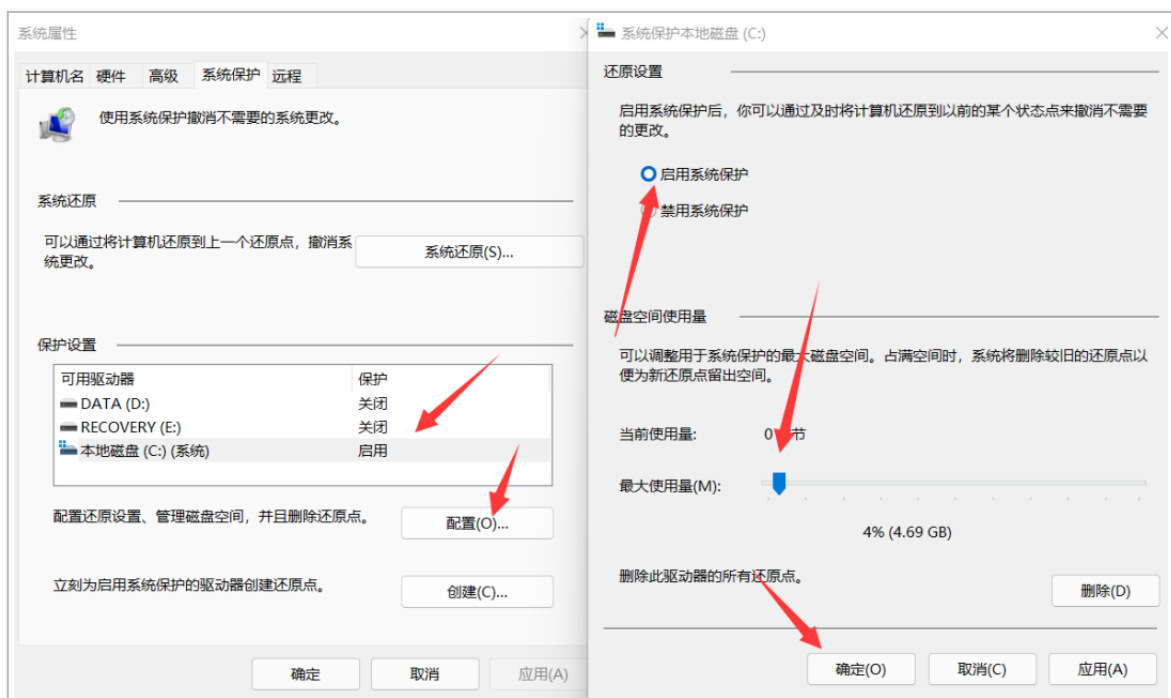 系统属性
计算机名 硬件 高级 系统保护 远程
使用系统保护撤消不需要的系统更改。
系统还原
可以通过将计算机还原到上一个还原点，撤消系
统更改。
系统还原(S)...
保护设置
可用驱动器 保护
DATA (D:) 关闭
RECOVERY (E:) 关闭
本地磁盘 (C:) (系统) 启用
配置还原设置、管理磁盘空间，并且删除还原点。
配置(O)...
立刻为启用系统保护的驱动器创建还原点。
创建(C)...
确定 取消 应用(A)
系统保护本地磁盘 (C:)
还原设置
启用系统保护后，你可以通过及时将计算机还原到以前的某个状态点来撤消不需要
的更改。
启用系统保护
禁用系统保护
磁盘空间使用量
可以调整用于系统保护的最大磁盘空间。占满空间时，系统将删除较旧的还原点以
便为新还原点留出空间。
当前使用量: 0 节
最大使用量(M):
4% (4.69 GB)
删除此驱动器的所有还原点。
删除(D)
确定(O) 取消(C) 应用(A)